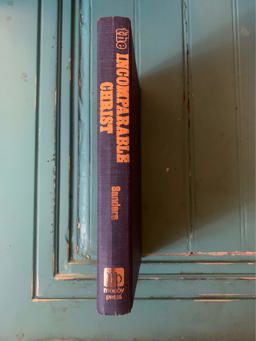 the
INCOMPARABLE
CHRIST
Sanders
moody
press